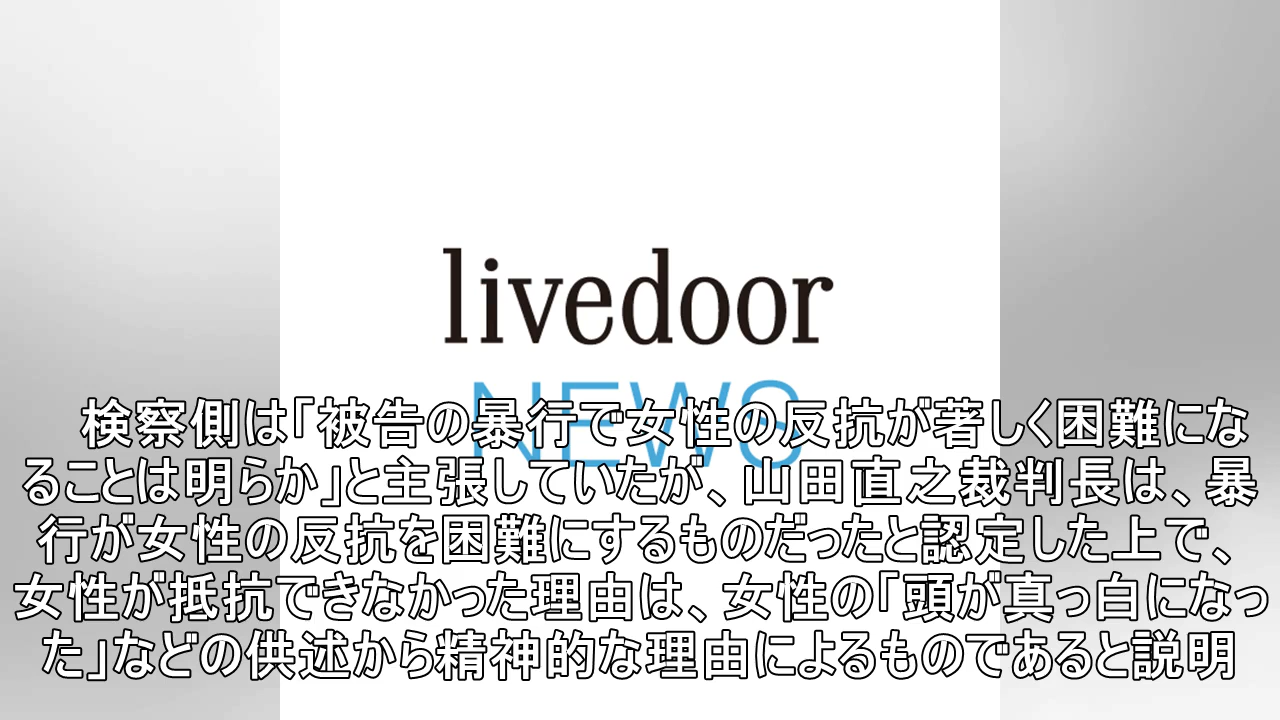 livedoor
NEWS
検察側は「被告の暴行で女性の反抗が著しく困難にな
ることは明らか」と主張していたが、山田直之裁判長は、暴
行が女性の反抗を困難にするものだったと認定した上で、
女性が抵抗できなかった理由は、女性の「頭が真っ白になっ
た」などの供述から精神的な理由によるものであると説明